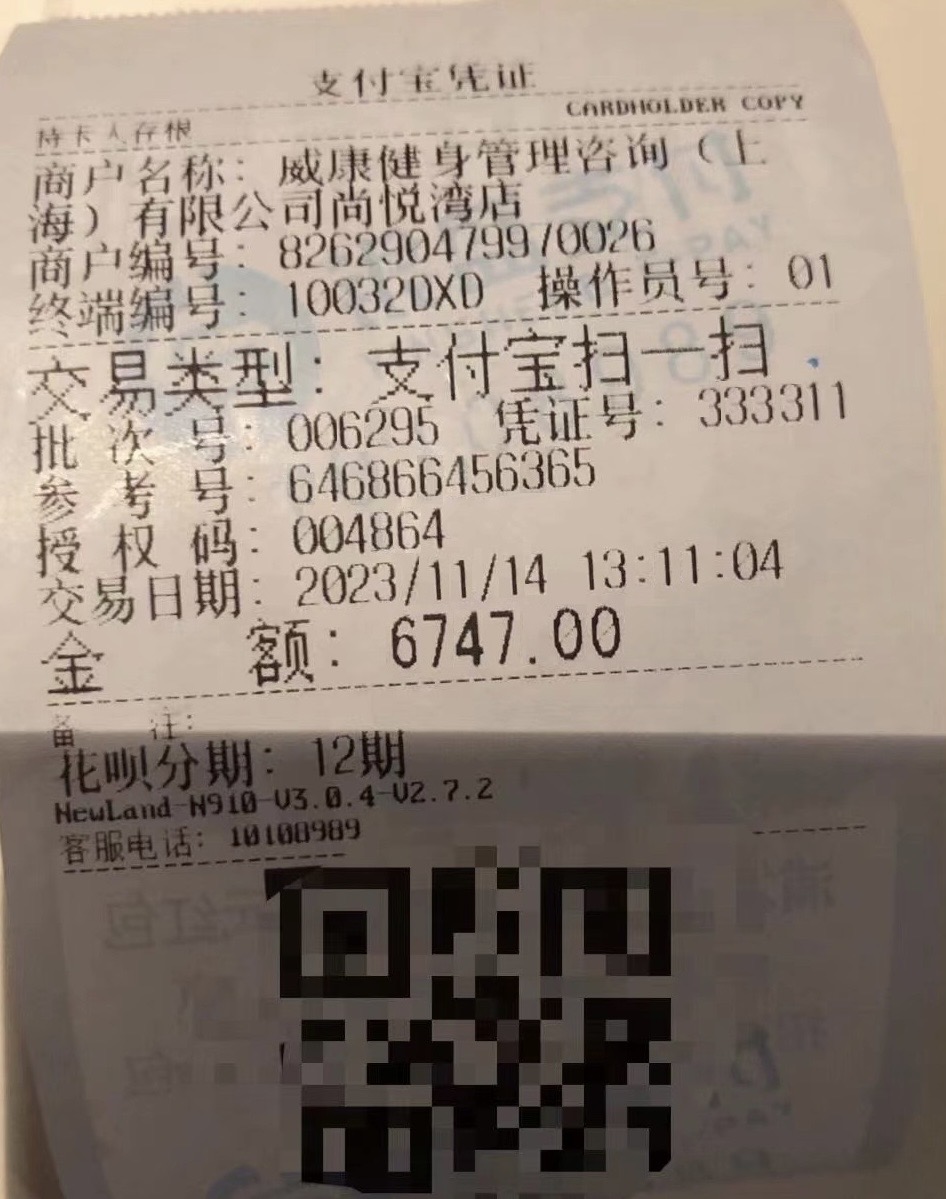 支付宝凭证
CARDHOLDER COPY
持卡人存根
商户名称：威康健身管理咨询（上
海）有限公司尚悦湾店
商户编号：826290479970026
终端编号：10032DXD 操作员号：01
交易类型：支付宝扫一扫
批次号：006295 凭证号：333311
参考号：646866456365
授权码：004864
交易日期：2023/11/14 13:11:04
金额：6747.00
备注：
花呗分期：12期
NewLand-N910-V3.0.4-V2.7.2
客服电话：10108989